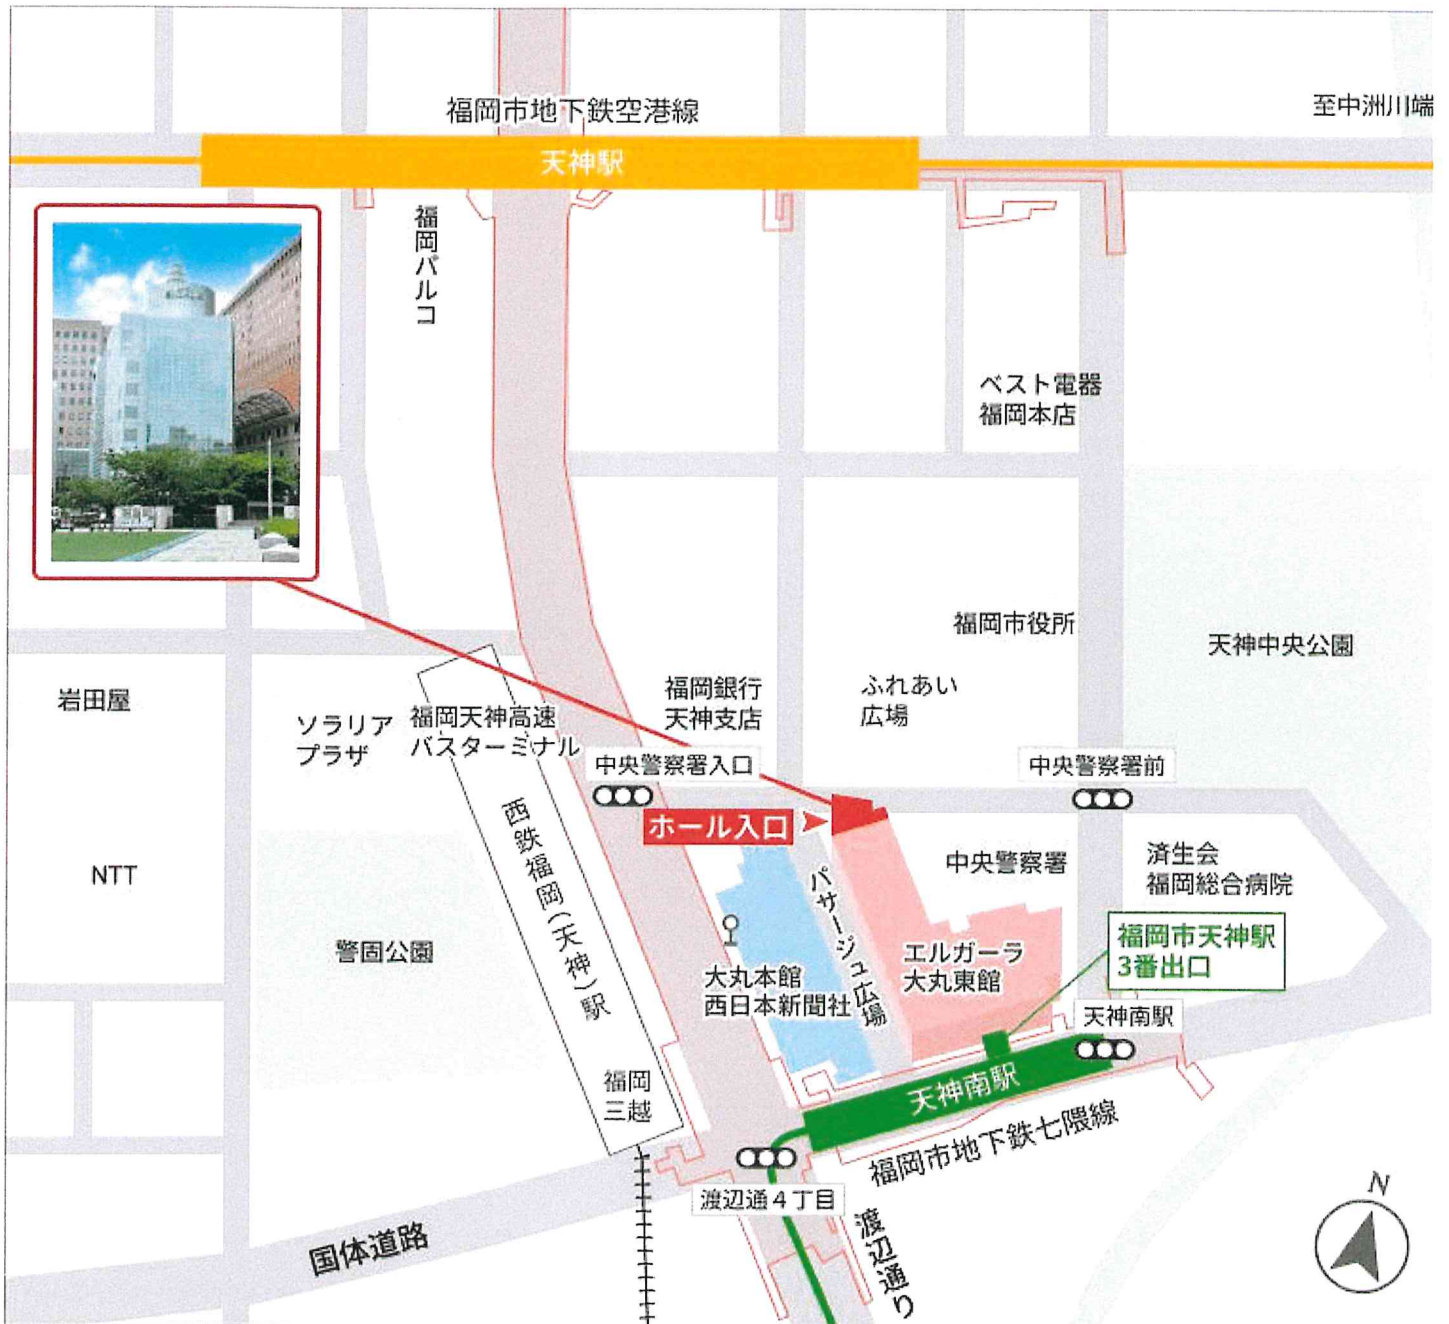 福岡市地下鉄空港線
至中洲川端
天神駅
福岡パルコ
ベスト電器
福岡本店
福岡市役所
天神中央公園
岩田屋
ソラリア
プラザ
福岡天神高速
バスターミナル
福岡銀行
天神支店
ふれあい
広場
中央警察署入口
中央警察署前
ホール入口
西鉄福岡(天神)駅
NTT
警固公園
パサージュ広場
中央警察署
済生会
福岡総合病院
大丸本館
西日本新聞社
エルガーラ
大丸東館
福岡市天神駅
3番出口
天神南駅
福岡
三越
天神南駅
福岡市地下鉄七隈線
渡辺通4丁目
渡辺通り
国体道路
N